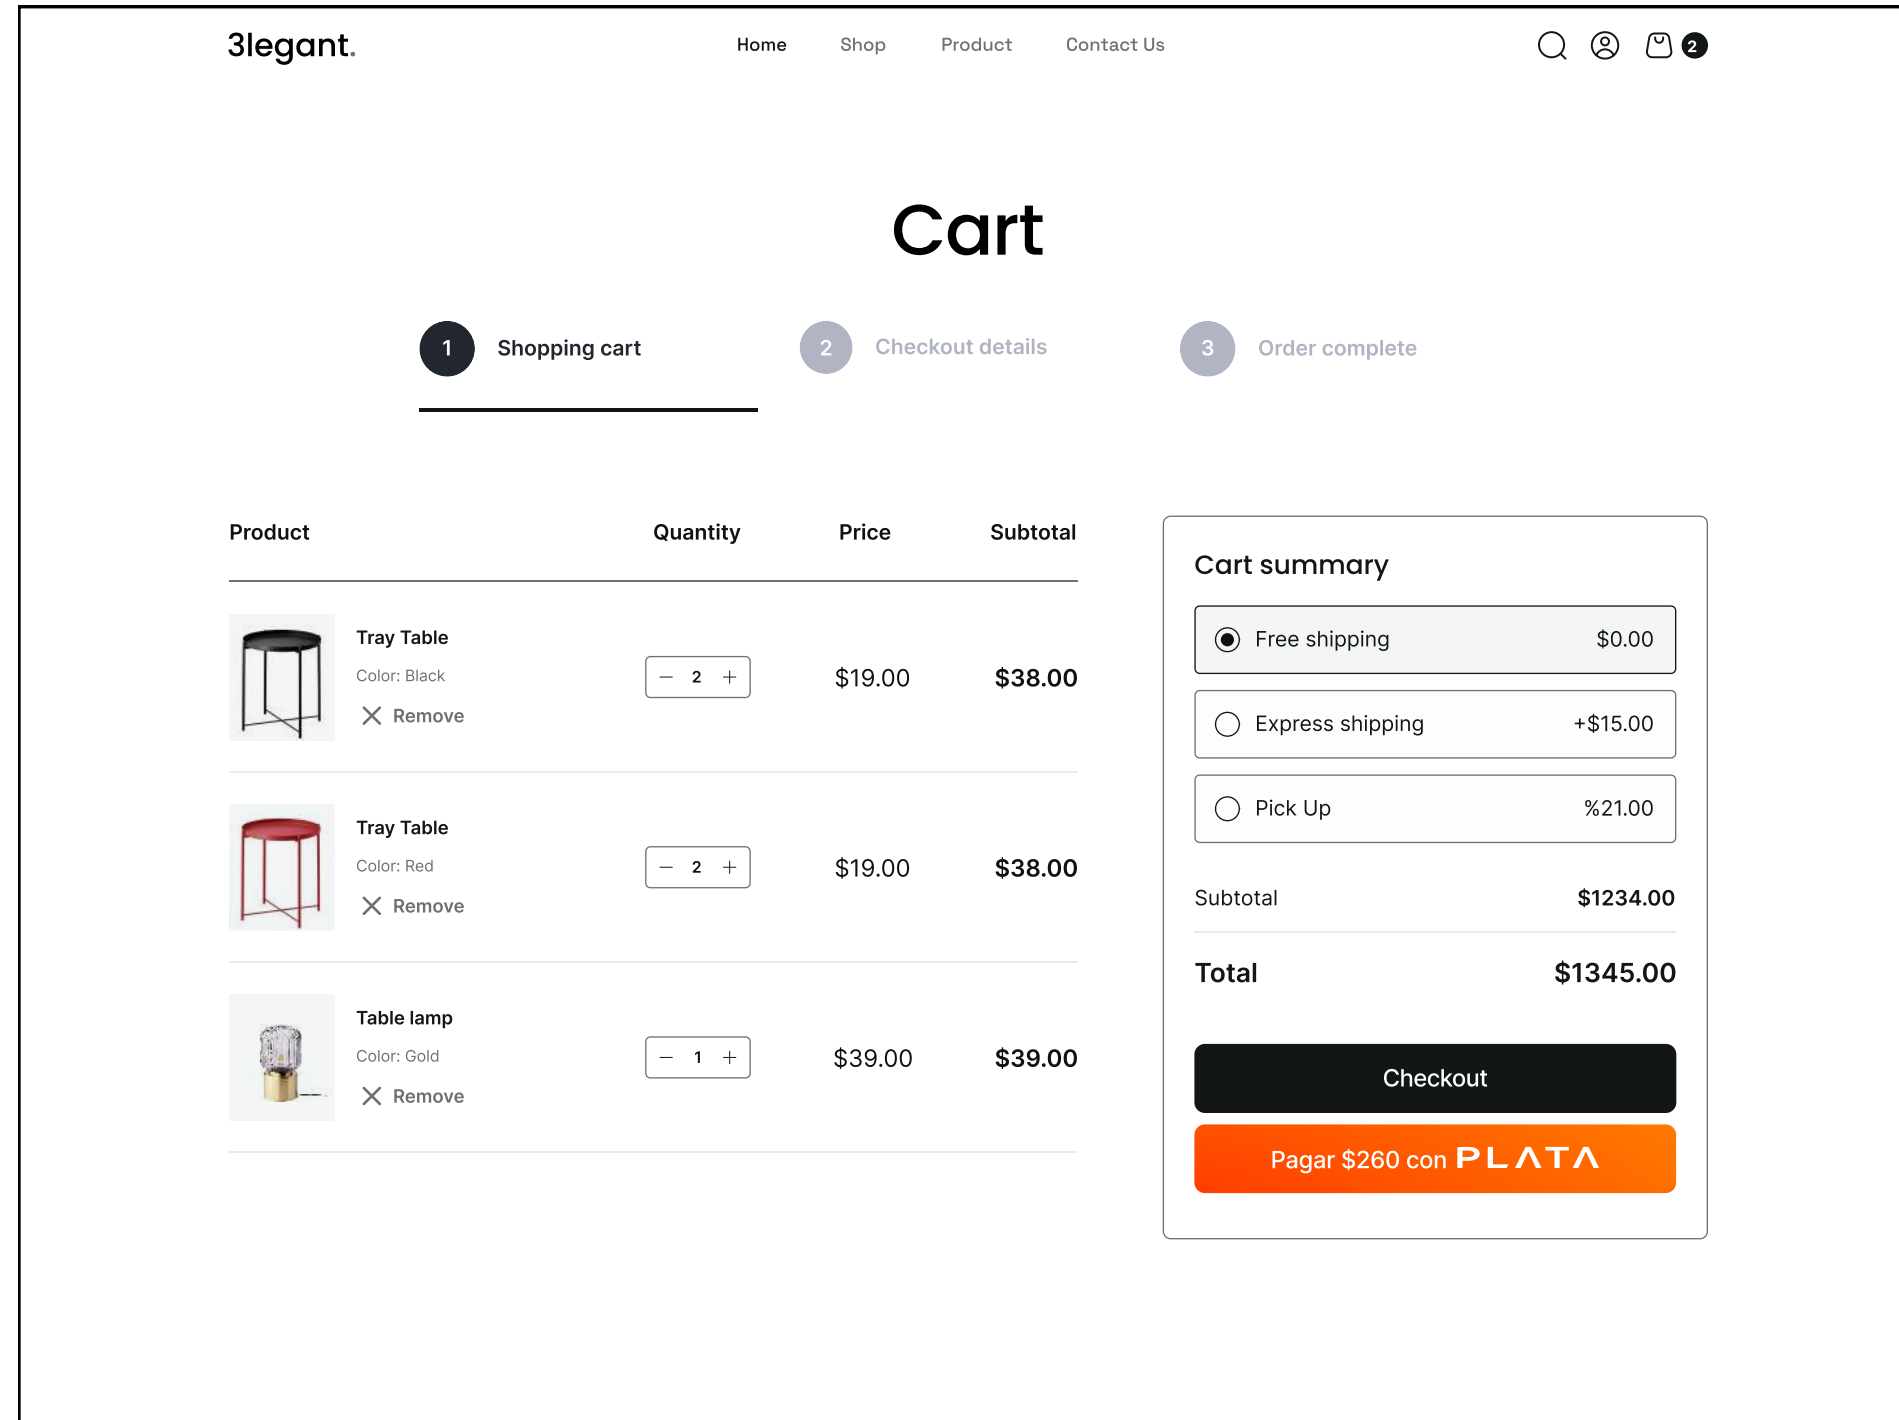 3legant.
Home Shop Product Contact Us 2
Cart
1 Shopping cart 2 Checkout details 3 Order complete
Product Quantity Price Subtotal
Tray Table
Color: Black
Remove
2 $19.00 $38.00
Tray Table
Color: Red
Remove
2 $19.00 $38.00
Table lamp
Color: Gold
Remove
1 $39.00 $39.00
Cart summary
Free shipping $0.00
Express shipping +$15.00
Pick Up %21.00
Subtotal $1234.00
Total $1345.00
Checkout
Pagar $260 con PLATA